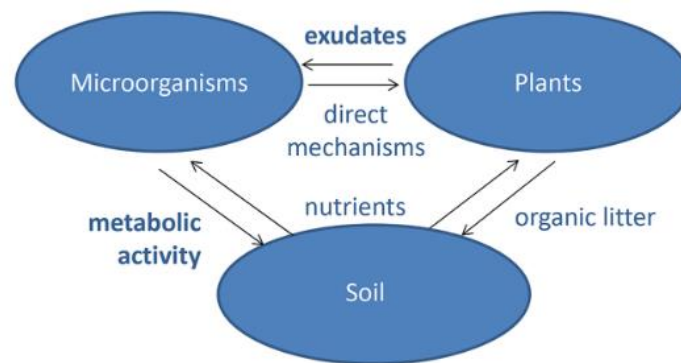 exudates
Microorganisms
Plants
direct
mechanisms
nutrients
organic litter
metabolic
activity
Soil